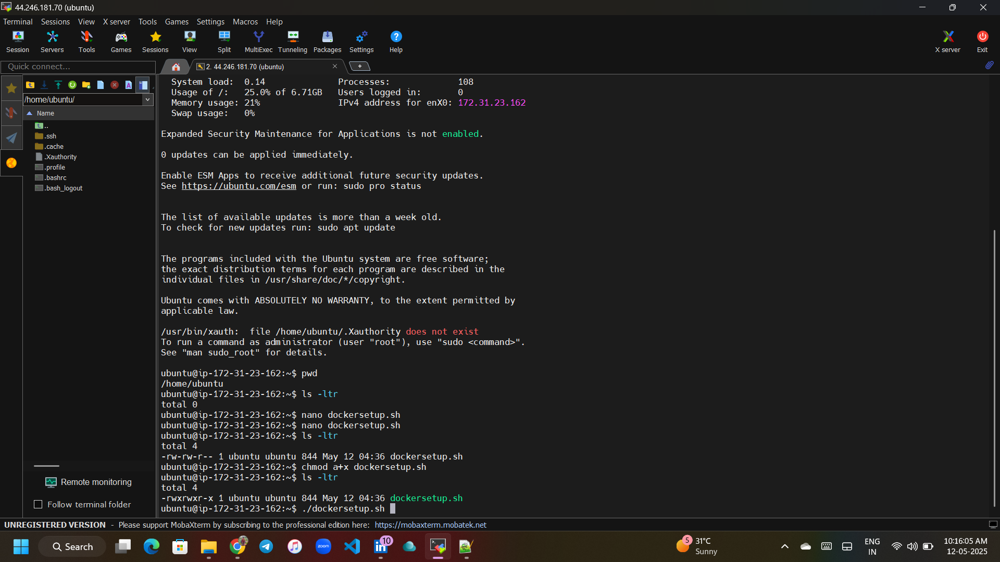 44.246.181.70 (ubuntu)
Terminal Sessions View X server Tools Games Settings Macros Help
Session Servers Tools Games Sessions View Split MultiExec Tunneling Packages Settings Help X server Exit
Quick connect...
2. 44.246.181.70 (ubuntu)
/home/ubuntu/
Name
..
.ssh
.cache
.Xauthority
.profile
.bashrc
.bash_logout
Remote monitoring
Follow terminal folder
System load: 0.14 Processes: 108
Usage of /: 25.0% of 6.71GB Users logged in: 0
Memory usage: 21% IPv4 address for enX0: 172.31.23.162
Swap usage: 0%
Expanded Security Maintenance for Applications is not enabled.
0 updates can be applied immediately.
Enable ESM Apps to receive additional future security updates.
See https://ubuntu.com/esm or run: sudo pro status
The list of available updates is more than a week old.
To check for new updates run: sudo apt update
The programs included with the Ubuntu system are free software;
the exact distribution terms for each program are described in the
individual files in /usr/share/doc/*/copyright.
Ubuntu comes with ABSOLUTELY NO WARRANTY, to the extent permitted by
applicable law.
/usr/bin/xauth: file /home/ubuntu/.Xauthority does not exist
To run a command as administrator (user "root"), use "sudo <command>".
See "man sudo_root" for details.
ubuntu@ip-172-31-23-162:~$ pwd
/home/ubuntu
ubuntu@ip-172-31-23-162:~$ ls -ltr
total 0
ubuntu@ip-172-31-23-162:~$ nano dockersetup.sh
ubuntu@ip-172-31-23-162:~$ nano dockersetup.sh
ubuntu@ip-172-31-23-162:~$ ls -ltr
total 4
-rw-rw-r-- 1 ubuntu ubuntu 844 May 12 04:36 dockersetup.sh
ubuntu@ip-172-31-23-162:~$ chmod a+x dockersetup.sh
ubuntu@ip-172-31-23-162:~$ ls -ltr
total 4
-rwxrwxr-x 1 ubuntu ubuntu 844 May 12 04:36 dockersetup.sh
ubuntu@ip-172-31-23-162:~$ ./dockersetup.sh
UNREGISTERED VERSION - Please support MobaXterm by subscribing to the professional edition here: https://mobaxterm.mobatek.net
Search
zoom
10
5
31°C
Sunny
ENG
IN
10:16:05 AM
12-05-2025